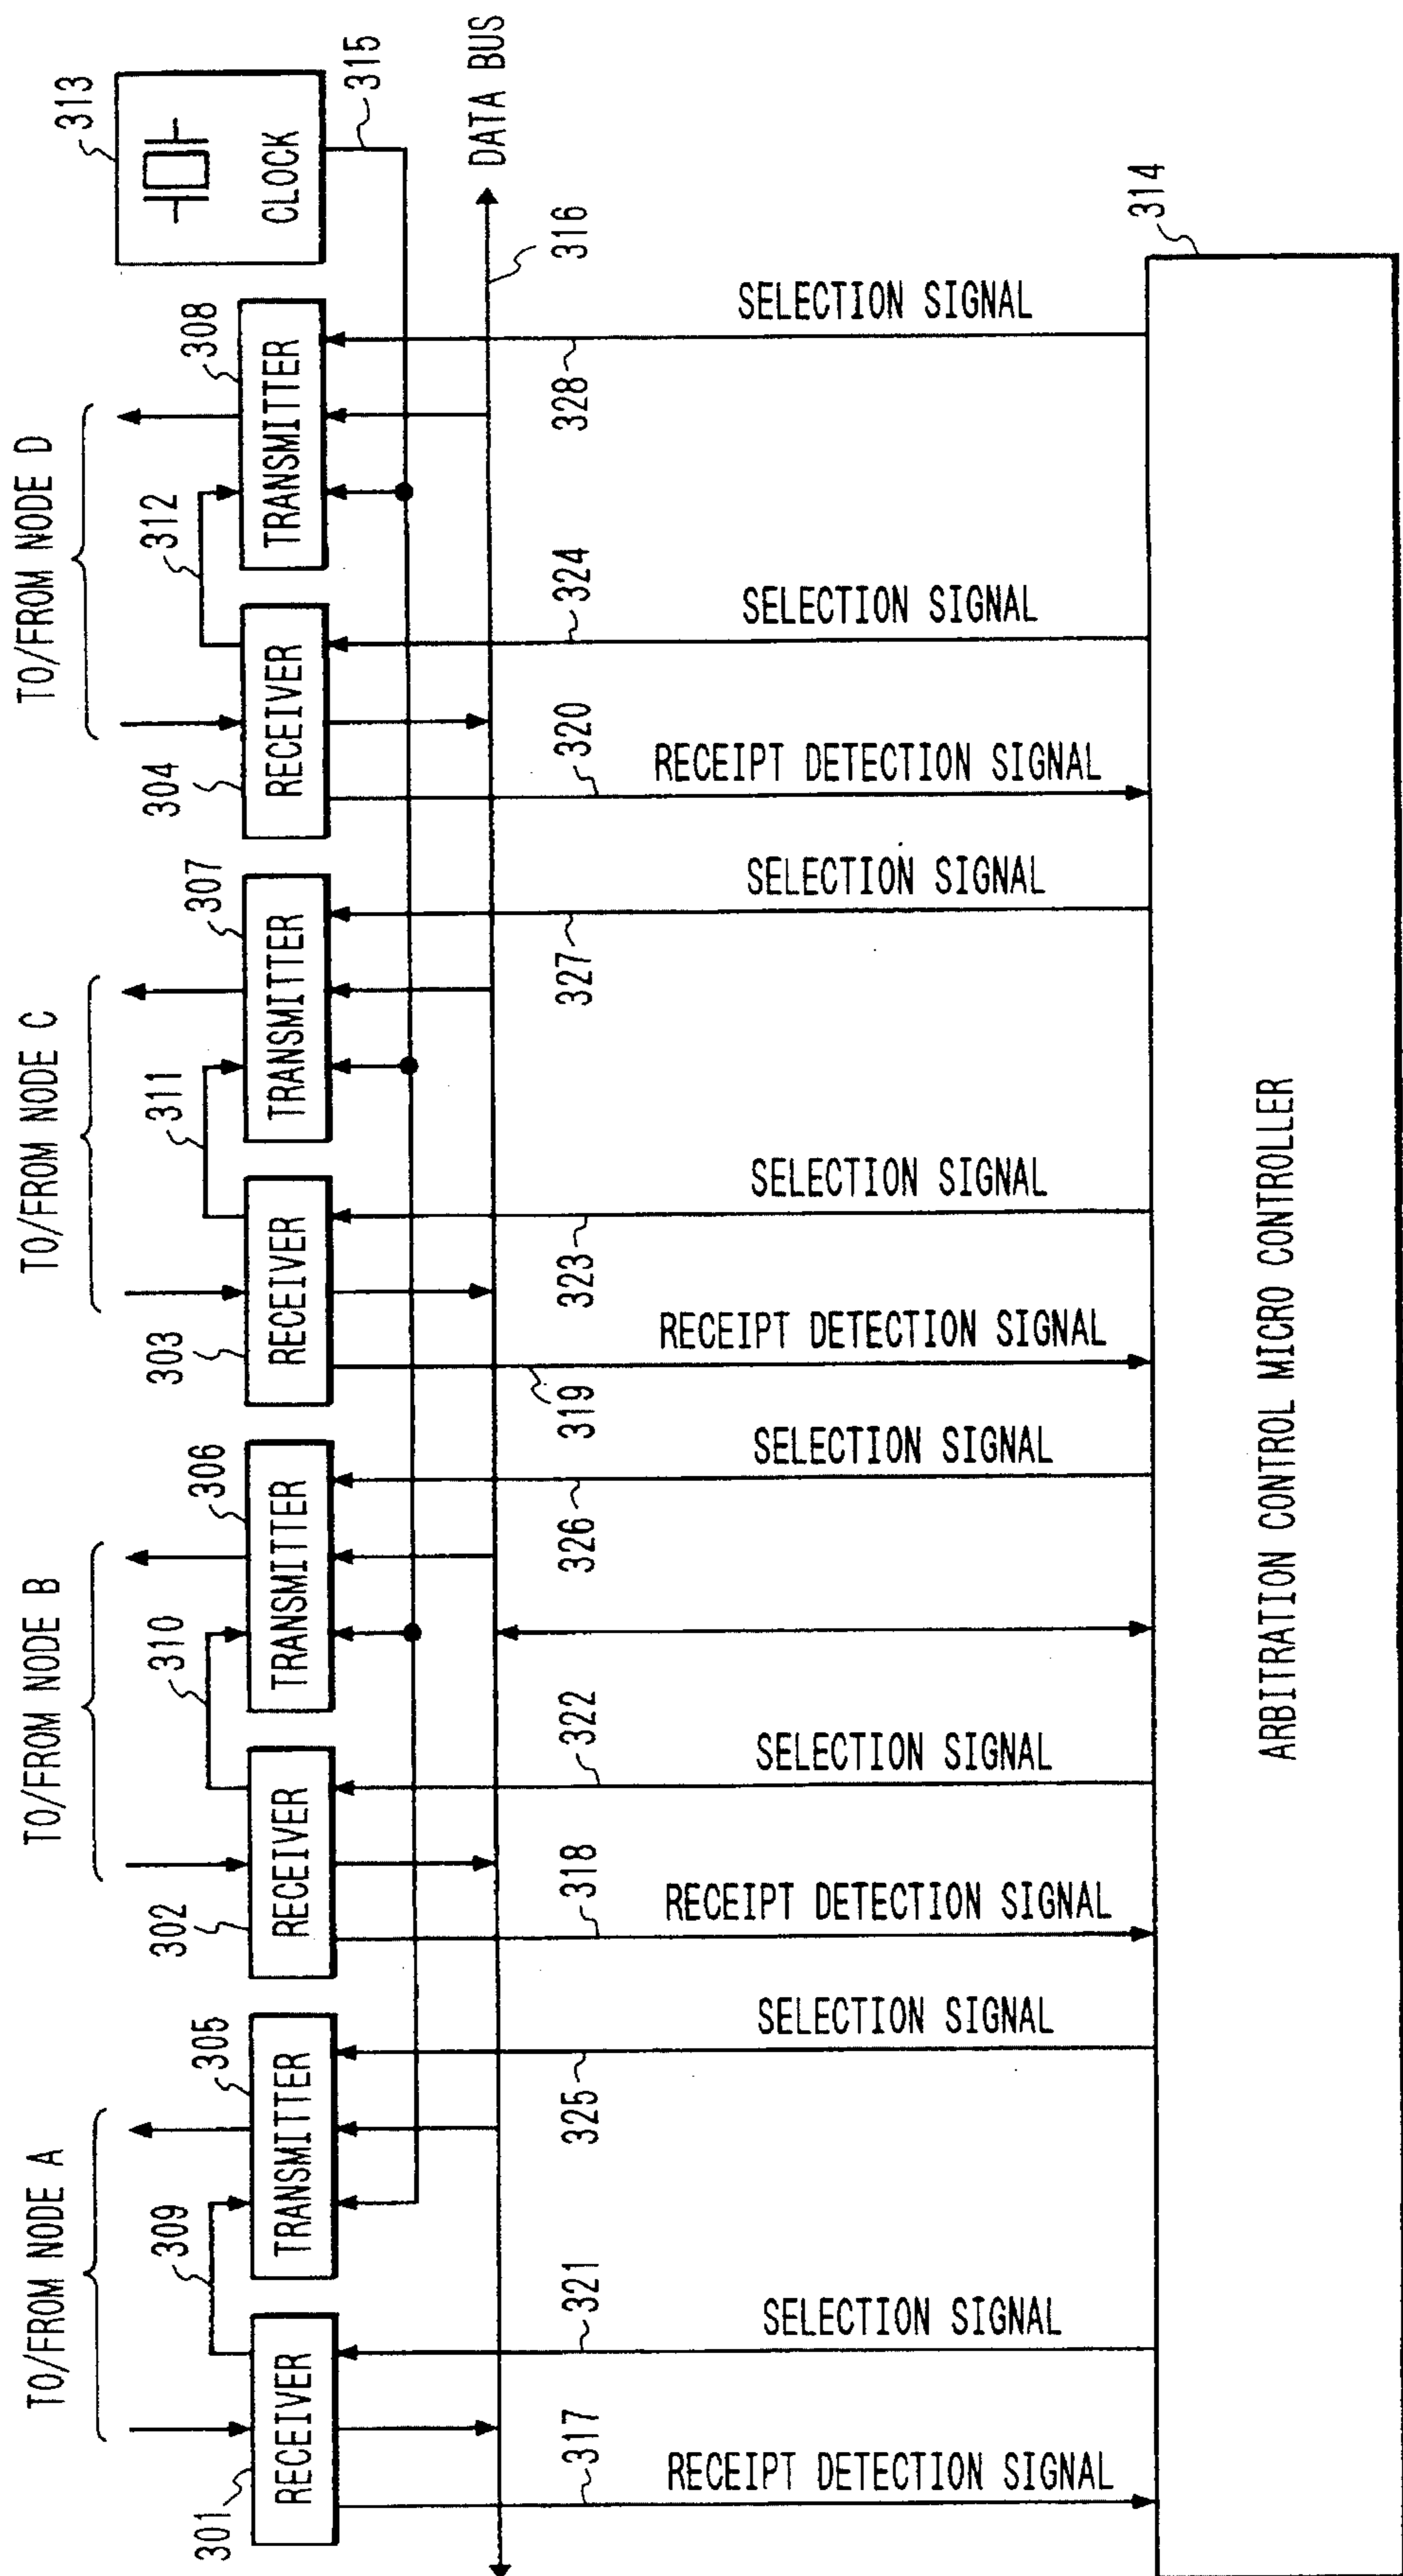 TO/FROM NODE A
TO/FROM NODE B
TO/FROM NODE C
TO/FROM NODE D
313
309
310
311
312
301
RECEIVER
305
TRANSMITTER
302
RECEIVER
306
TRANSMITTER
303
RECEIVER
307
TRANSMITTER
304
RECEIVER
308
TRANSMITTER
CLOCK
315
DATA BUS
316
317
321
325
318
322
326
319
323
327
320
324
328
RECEIPT DETECTION SIGNAL
SELECTION SIGNAL
SELECTION SIGNAL
RECEIPT DETECTION SIGNAL
SELECTION SIGNAL
SELECTION SIGNAL
RECEIPT DETECTION SIGNAL
SELECTION SIGNAL
SELECTION SIGNAL
RECEIPT DETECTION SIGNAL
SELECTION SIGNAL
SELECTION SIGNAL
314
ARBITRATION CONTROL MICRO CONTROLLER